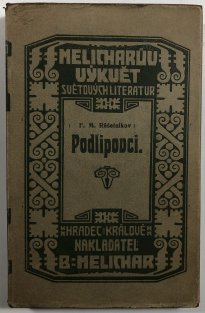 MELICHARŮV
VÝKVĚT
SVĚTOVÝCH LITERATUR
F. M. Rěšetnikov:
Podlipovci.
HRADEC KRÁLOVÉ
NAKLADATEL
B. MELICHAR